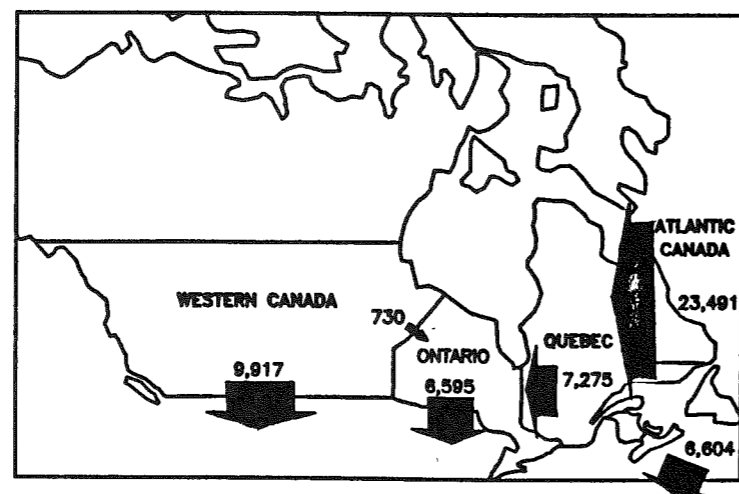 ATLANTIC
CANADA
23,491
WESTERN CANADA
730
ONTARIO
QUEBEC
9,917
6,595
7,275
6,604